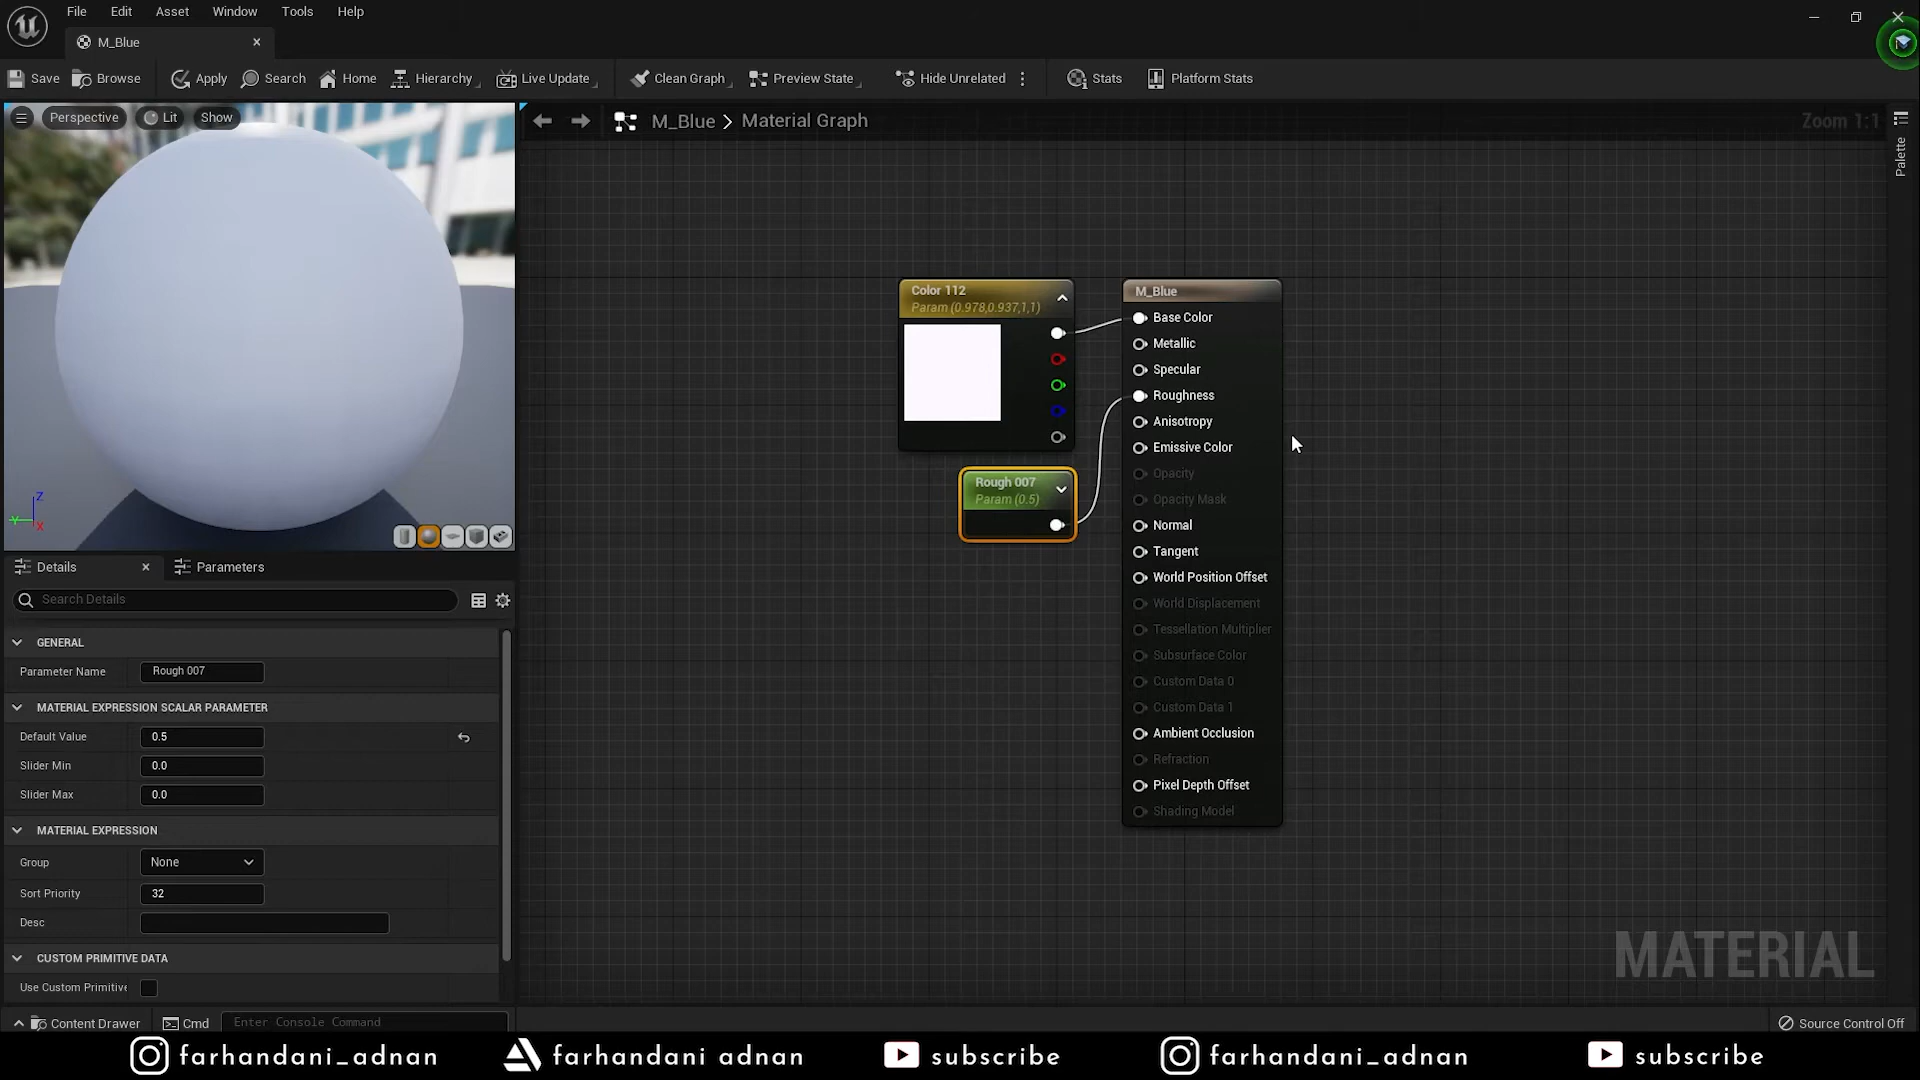 File Edit Asset Window Tools Help
M_Blue
Save Browse Apply Search Home Hierarchy Live Update Clean Graph Preview State Hide Unrelated Stats Platform Stats
Perspective Lit Show
M_Blue > Material Graph
Zoom 1:1
Palette
Color 112
Param (0.978,0.937,1,1)
Rough 007
Param (0.5)
M_Blue
Base Color
Metallic
Specular
Roughness
Anisotropy
Emissive Color
Opacity
Opacity Mask
Normal
Tangent
World Position Offset
World Displacement
Tessellation Multiplier
Subsurface Color
Custom Data 0
Custom Data 1
Ambient Occlusion
Refraction
Pixel Depth Offset
Shading Model
Z
Y
X
Details Parameters
Search Details
GENERAL
Parameter Name Rough 007
MATERIAL EXPRESSION SCALAR PARAMETER
Default Value 0.5
Slider Min 0.0
Slider Max 0.0
MATERIAL EXPRESSION
Group None
Sort Priority 32
Desc
CUSTOM PRIMITIVE DATA
Use Custom Primitive
MATERIAL
Content Drawer Cmd Enter Console Command Source Control Off
farhandani_adnan farhandani adnan subscribe farhandani_adnan subscribe